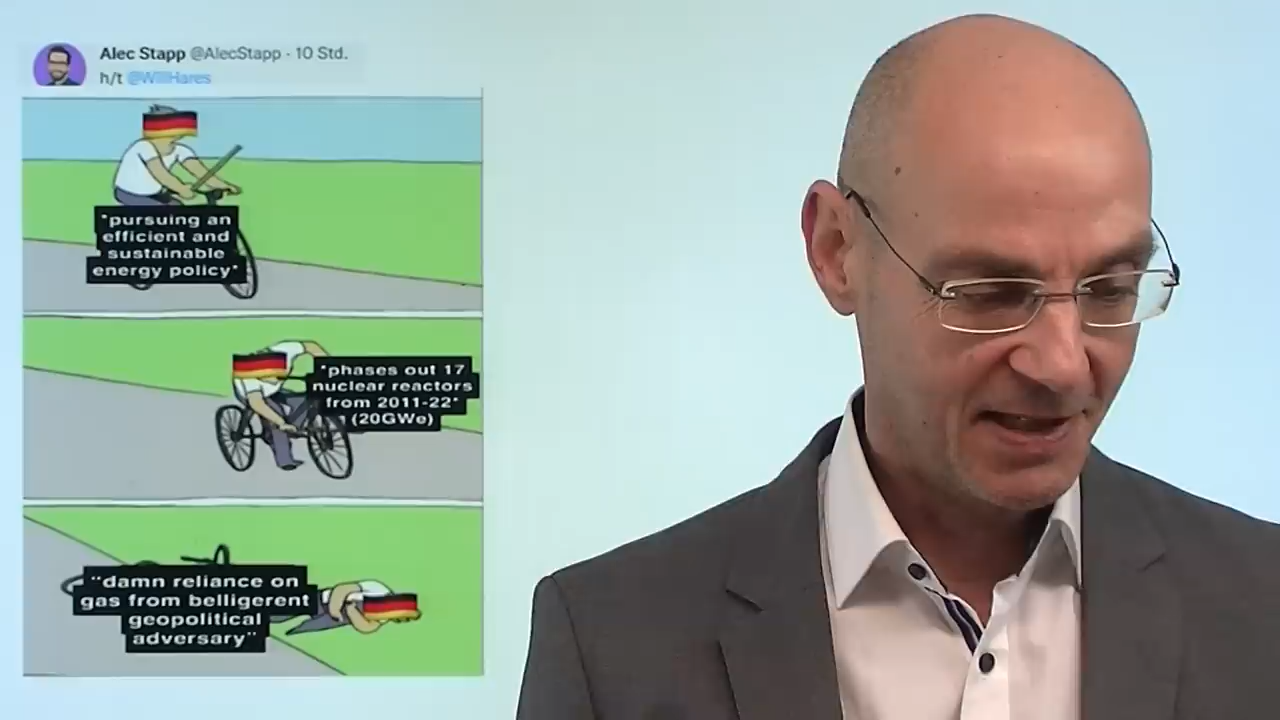 Alec Stapp @AlecStapp · 10 Std.
h/t @WillHares
*pursuing an
efficient and
sustainable
energy policy*
*phases out 17
nuclear reactors
from 2011-22*
(20GWe)
"damn reliance on
gas from belligerent
geopolitical
adversary"